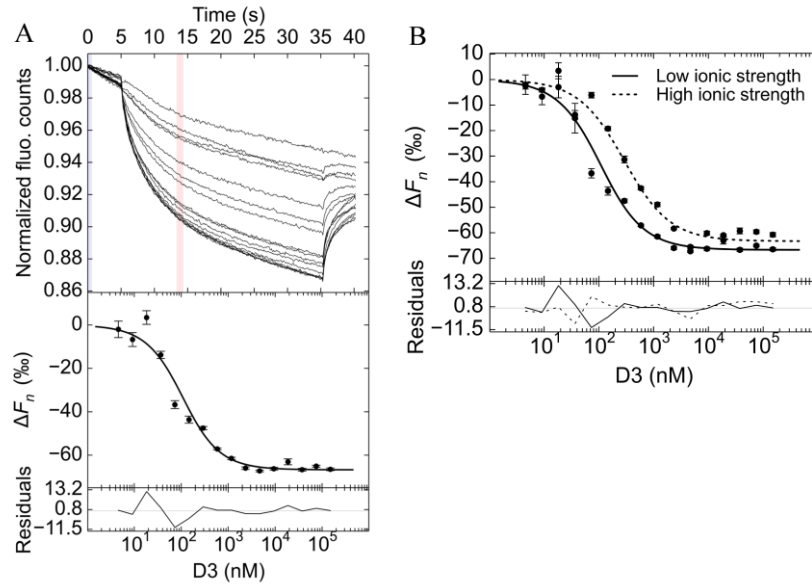 A
Time (s)
0 5 10 15 20 25 30 35 40
1.00
0.98
0.96
0.94
0.92
0.90
0.88
0.86
Normalized fluo. counts
0
−20
−40
−60
ΔFn (‰)
13.2
0.8
−11.5
Residuals
10¹ 10² 10³ 10⁴ 10⁵
D3 (nM)
B
10
0
−10
−20
−30
−40
−50
−60
−70
ΔFn (‰)
Low ionic strength
High ionic strength
13.2
0.8
−11.5
Residuals
10¹ 10² 10³ 10⁴ 10⁵
D3 (nM)